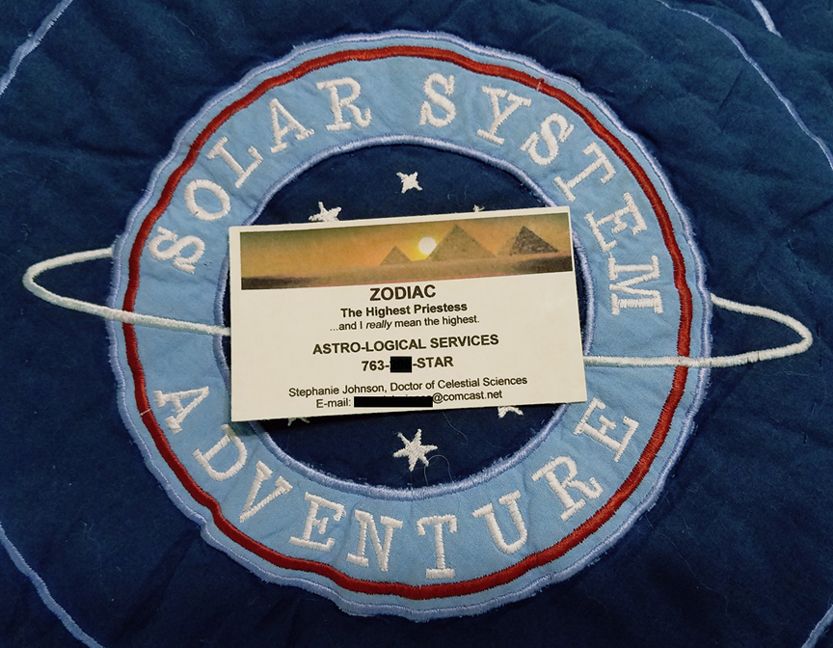 SOLAR SYSTEM
ZODIAC
The Highest Priestess
...and I really mean the highest.
ASTRO-LOGICAL SERVICES
763- -STAR
Stephanie Johnson, Doctor of Celestial Sciences
E-mail: @comcast.net
ADVENTURE